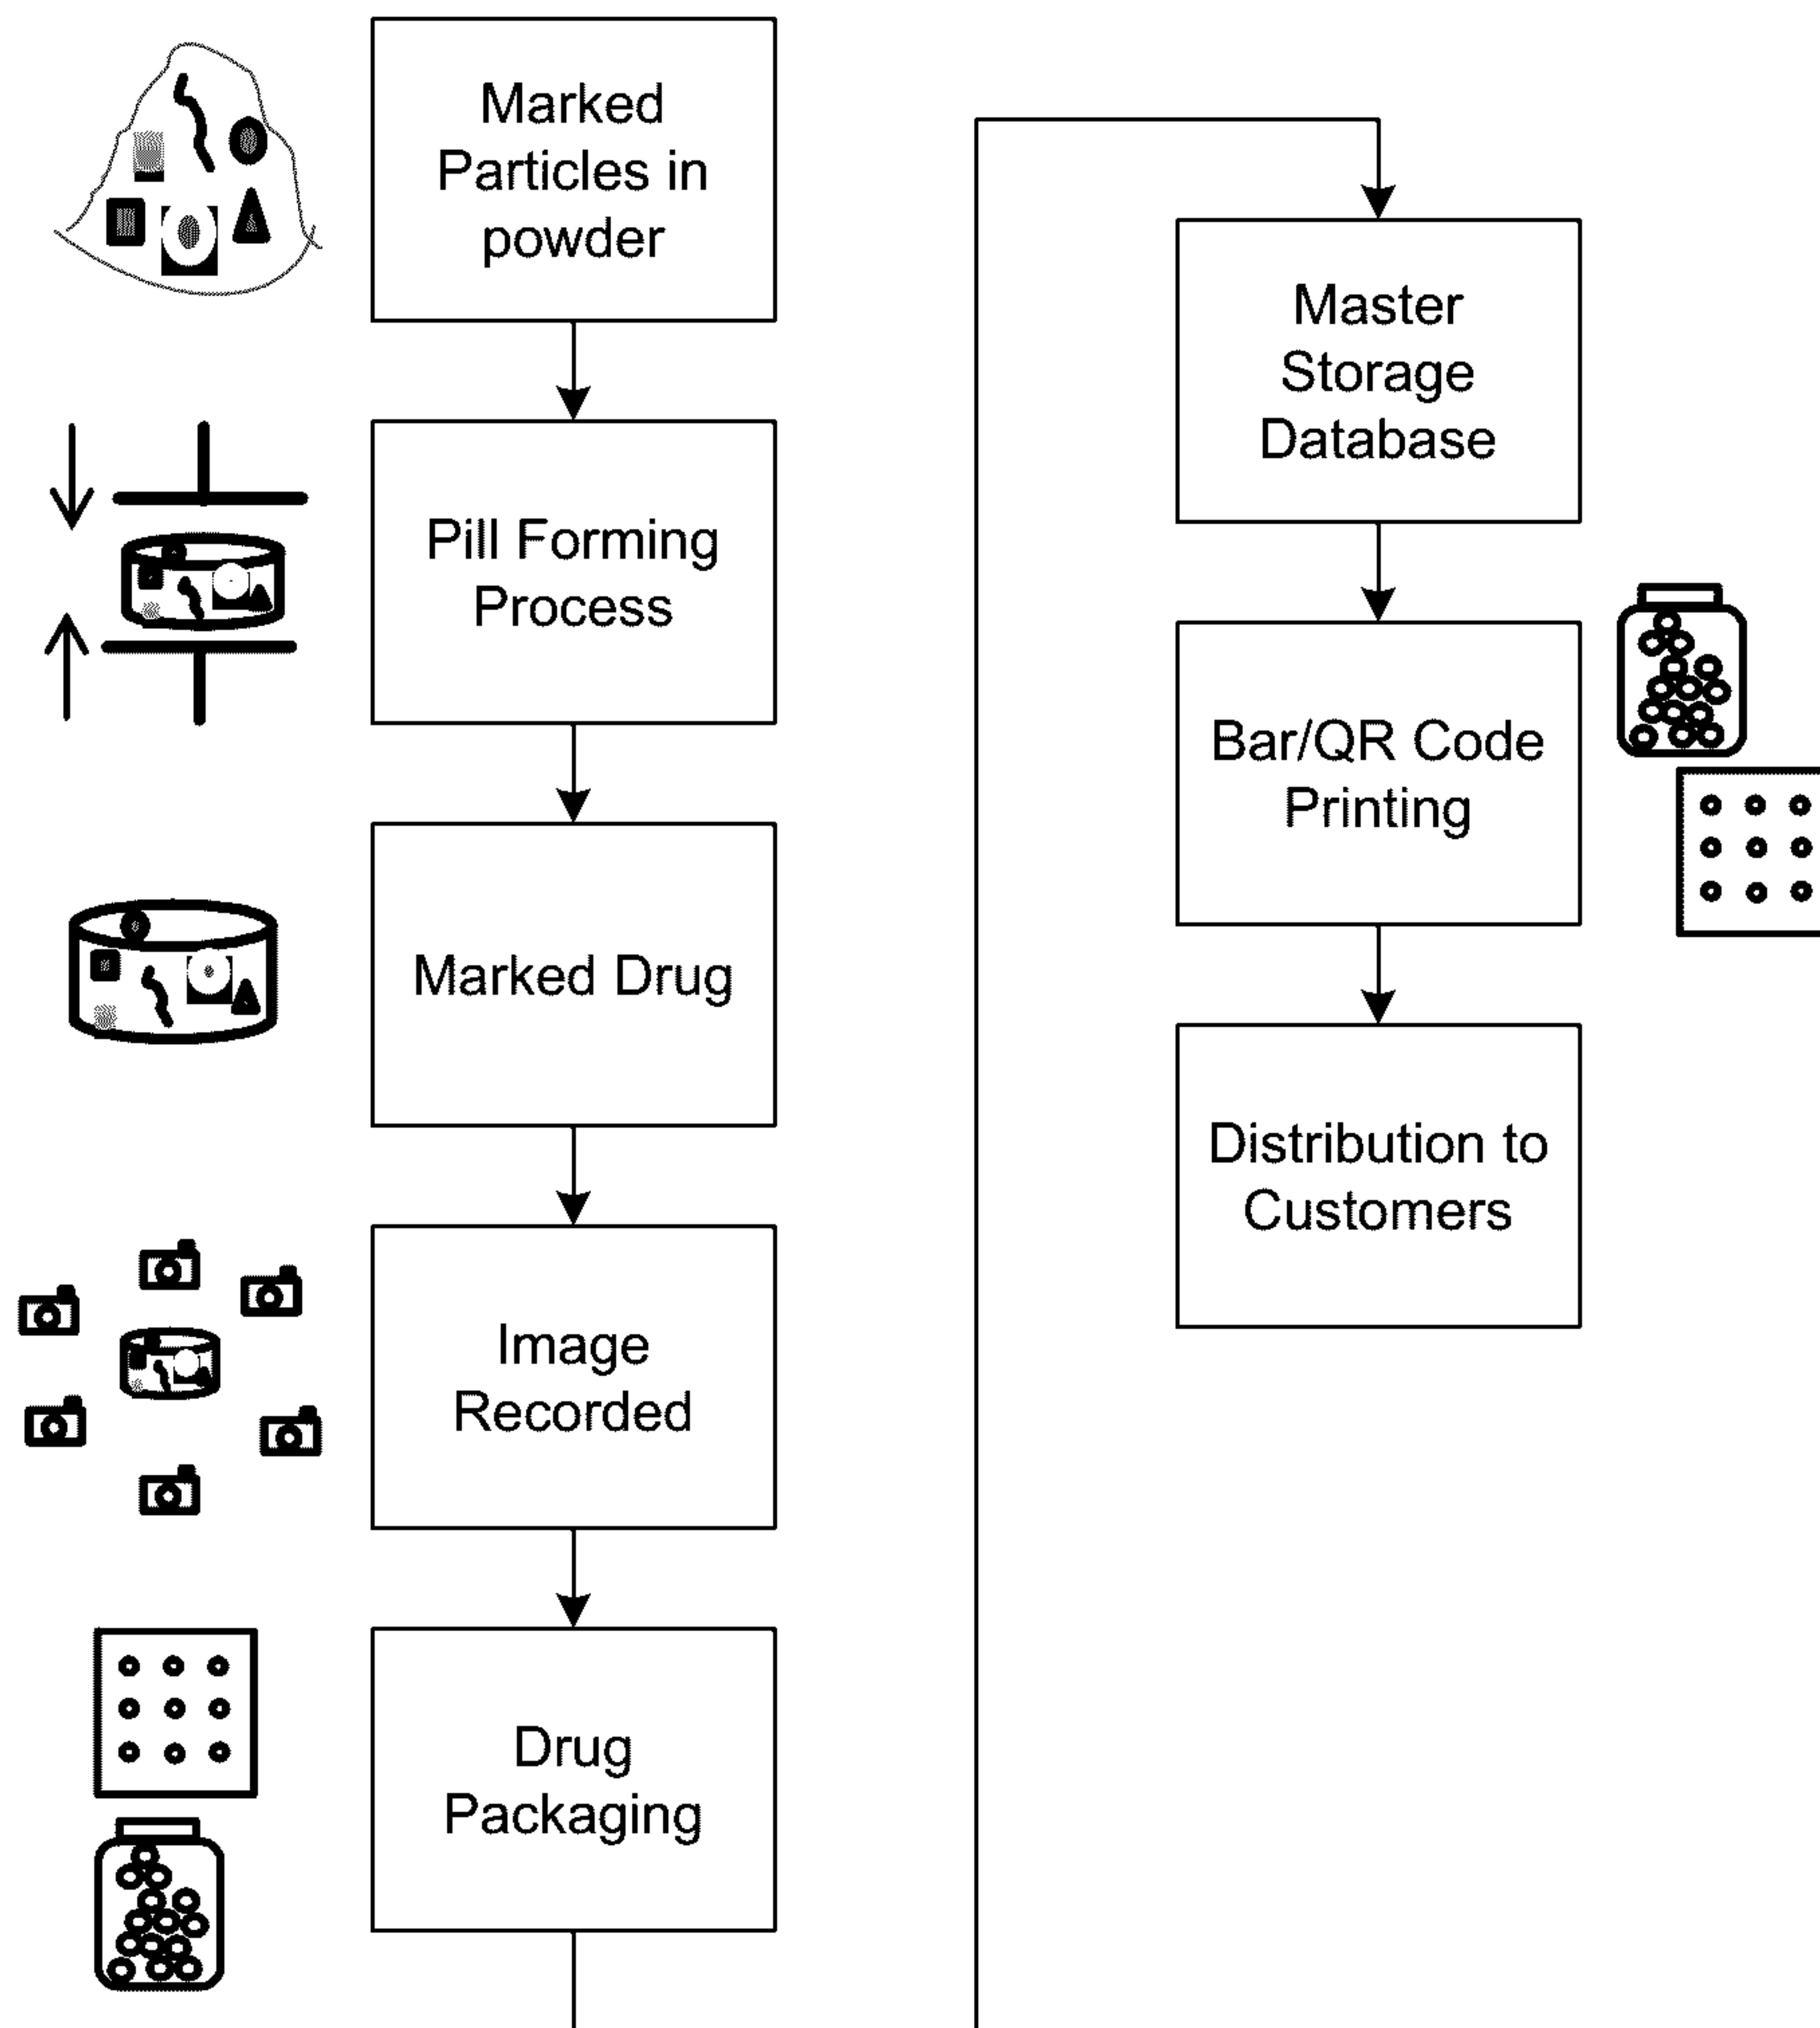 Marked
Particles in
powder
Pill Forming
Process
Marked Drug
Image
Recorded
Drug
Packaging
Master
Storage
Database
Bar/QR Code
Printing
Distribution to
Customers